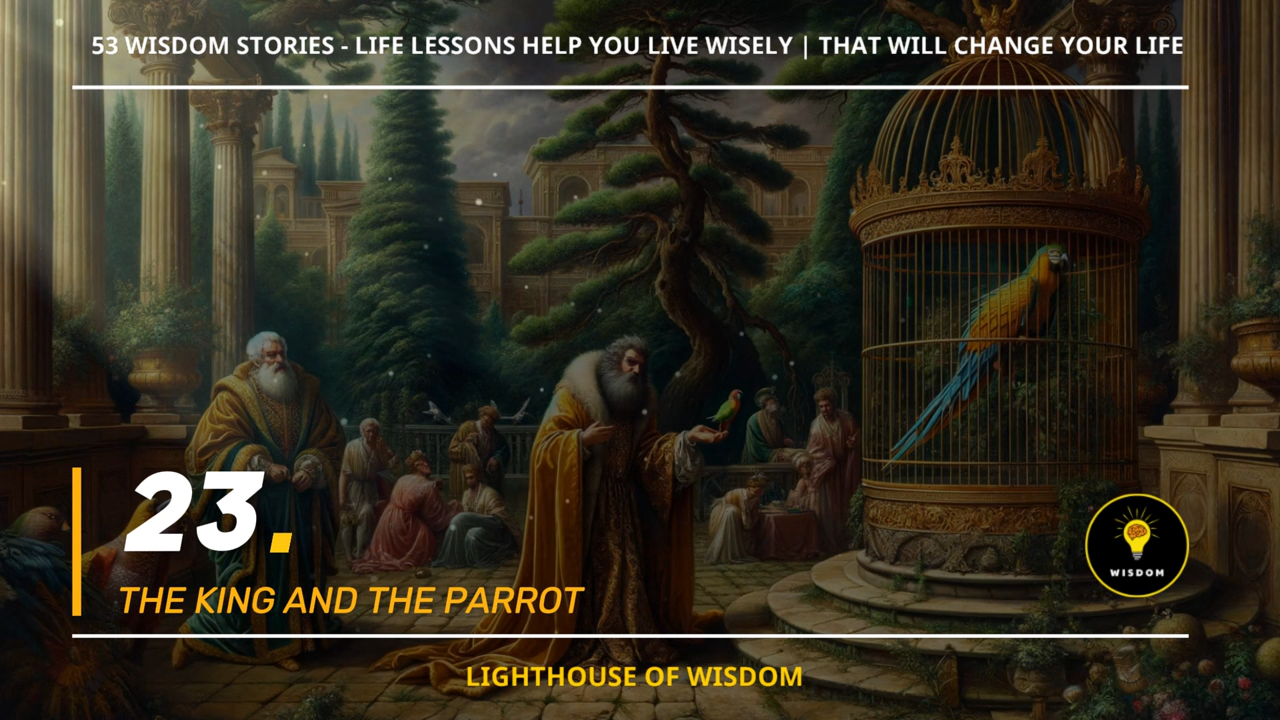 53 WISDOM STORIES - LIFE LESSONS HELP YOU LIVE WISELY | THAT WILL CHANGE YOUR LIFE
23.
THE KING AND THE PARROT
WISDOM
LIGHTHOUSE OF WISDOM